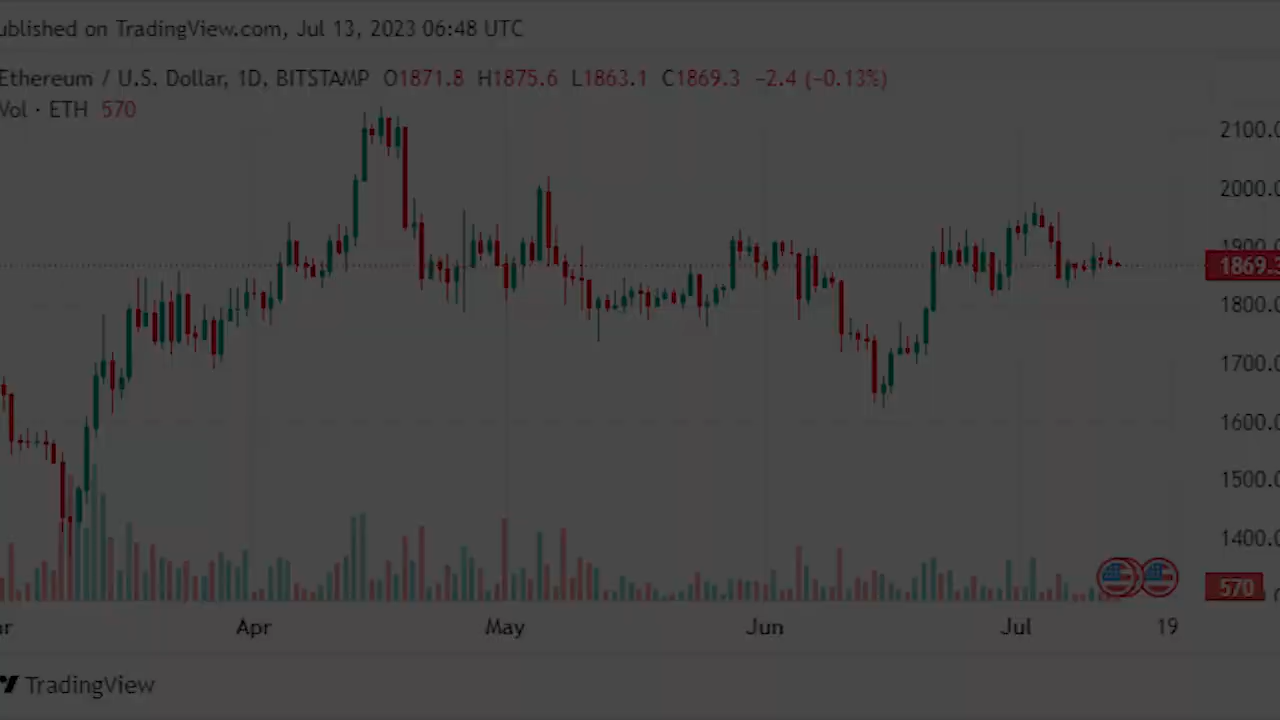 ublished on TradingView.com, Jul 13, 2023 06:48 UTC
Ethereum / U.S. Dollar, 1D, BITSTAMP O1871.8 H1875.6 L1863.1 C1869.3 −2.4 (−0.13%)
Vol · ETH 570
2100.0
2000.0
1900.0
1869.3
1800.0
1700.0
1600.0
1500.0
1400.0
570
ar Apr May Jun Jul 19
TradingView